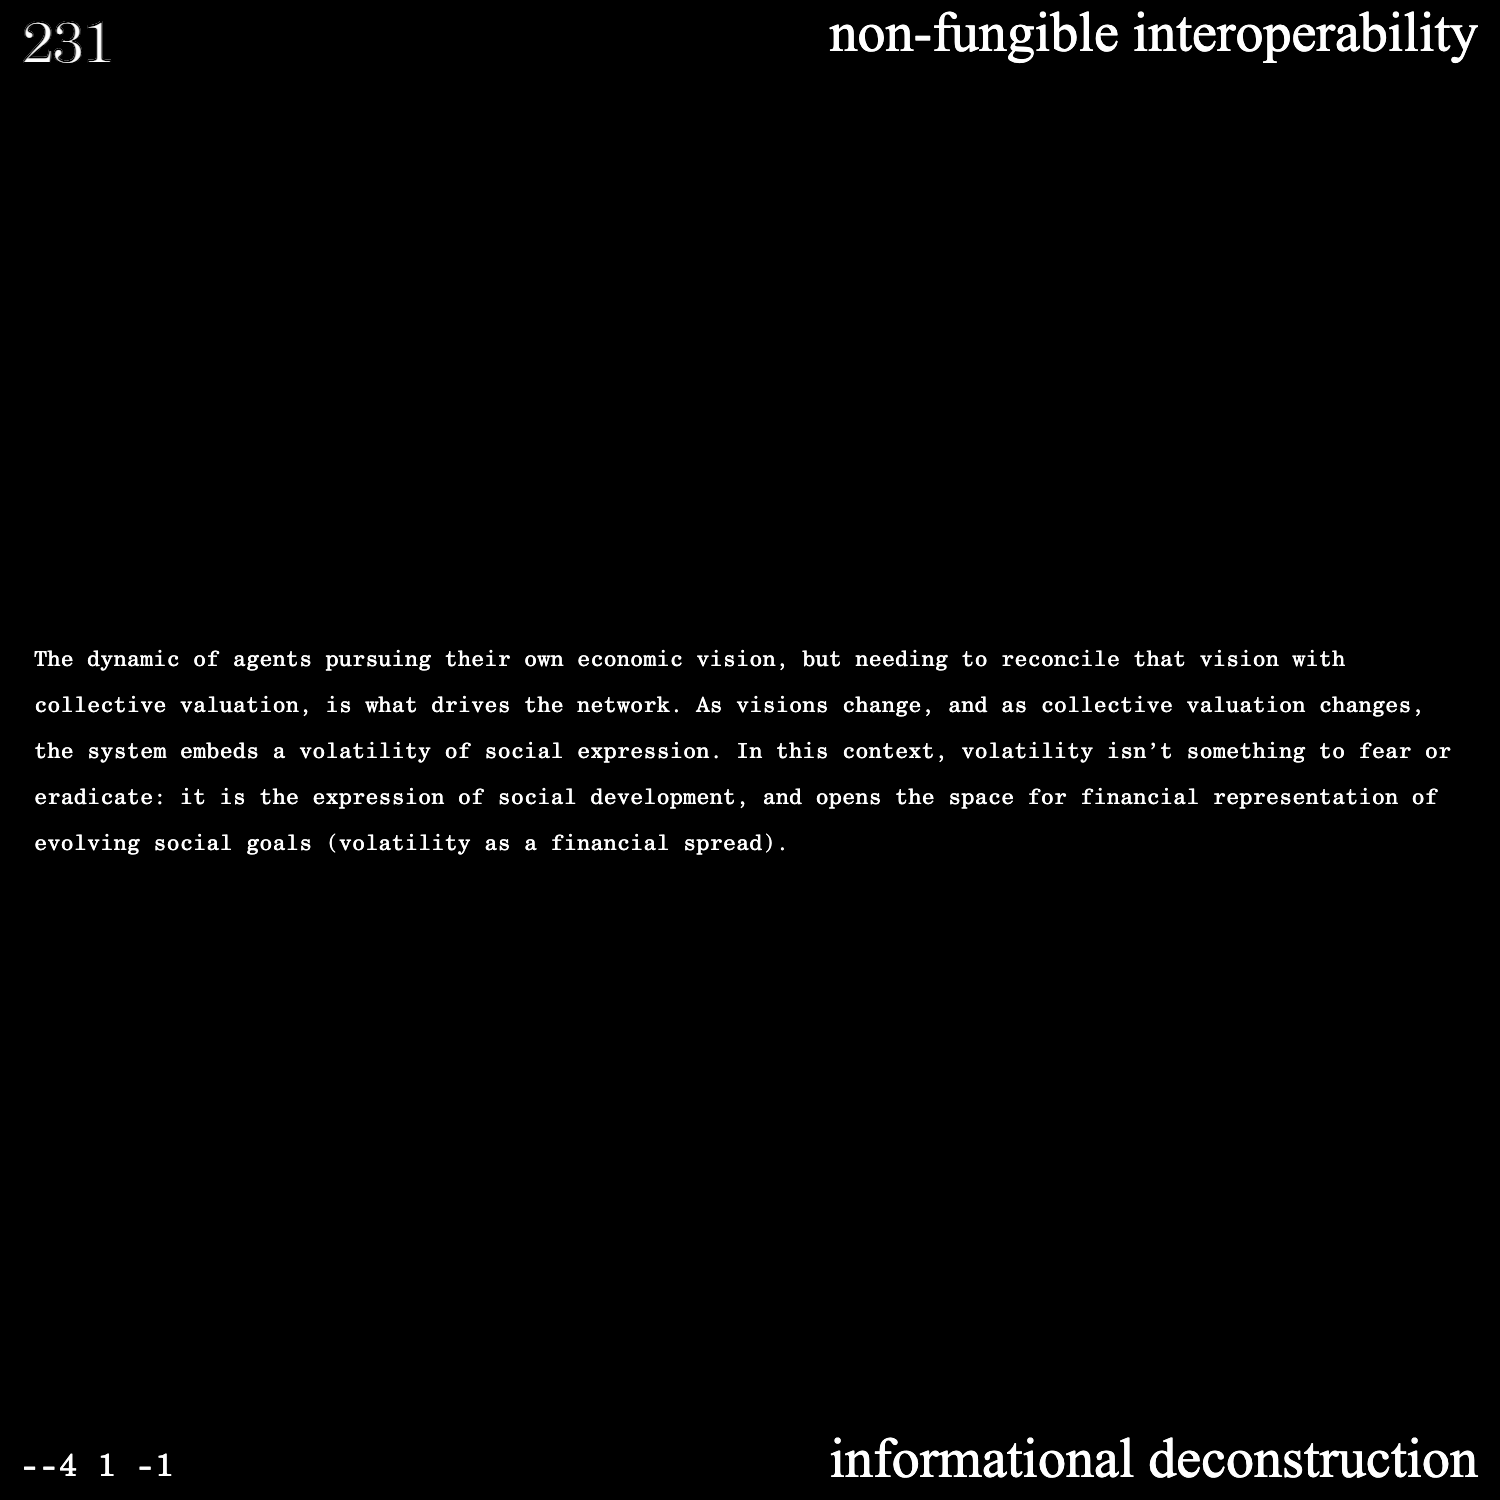 231
non-fungible interoperability
The dynamic of agents pursuing their own economic vision, but needing to reconcile that vision with
collective valuation, is what drives the network. As visions change, and as collective valuation changes,
the system embeds a volatility of social expression. In this context, volatility isn’t something to fear or
eradicate: it is the expression of social development, and opens the space for financial representation of
evolving social goals (volatility as a financial spread).
--4 1 -1
informational deconstruction